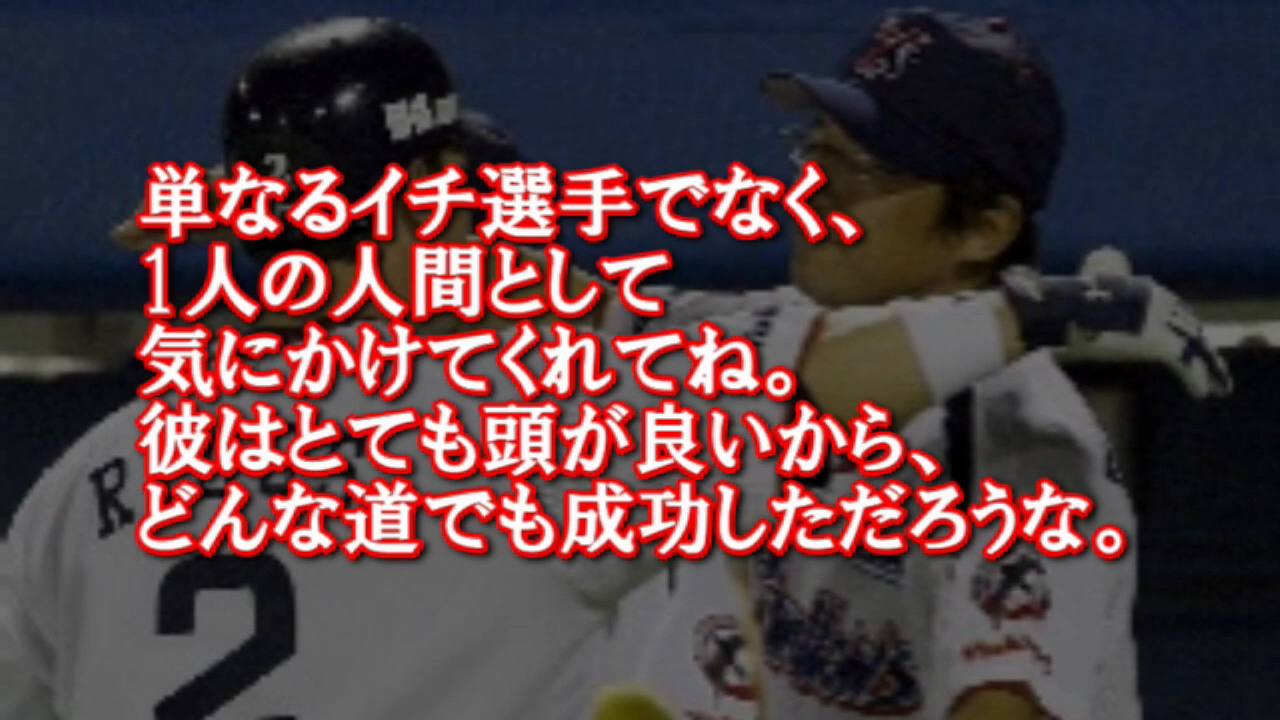 単なるイチ選手でなく、
1人の人間として
気にかけてくれてね。
彼はとても頭が良いから、
どんな道でも成功しただろうな。
2
2